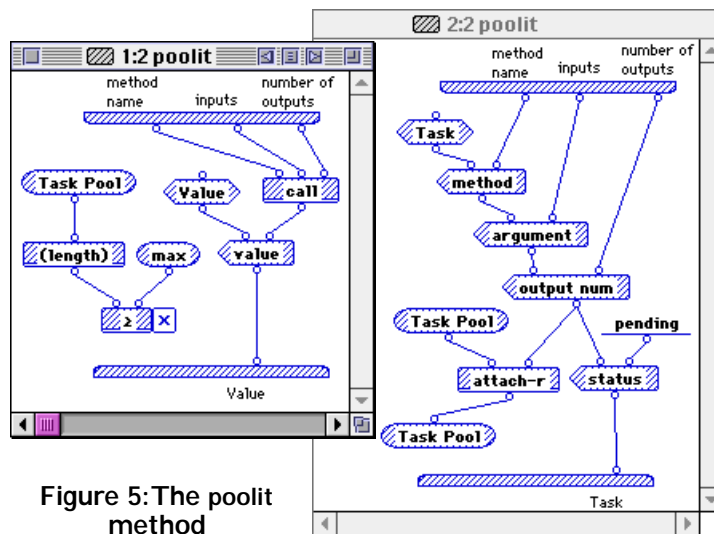 1:2 poolit
method
name
inputs
number of
outputs
Task Pool
Value
call
(length)
max
value
≥
Value
2:2 poolit
method
name
inputs
number of
outputs
Task
method
argument
output num
Task Pool
pending
attach-r
status
Task Pool
Task
Figure 5: The poolit
method